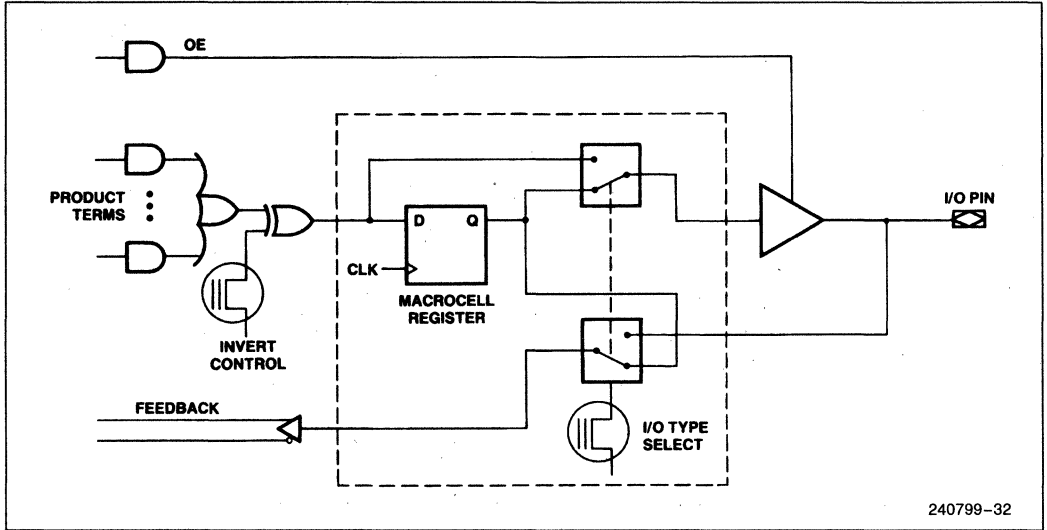 OE
PRODUCT
TERMS
INVERT
CONTROL
D Q
CLK
MACROCELL
REGISTER
I/O PIN
FEEDBACK
I/O TYPE
SELECT
240799-32